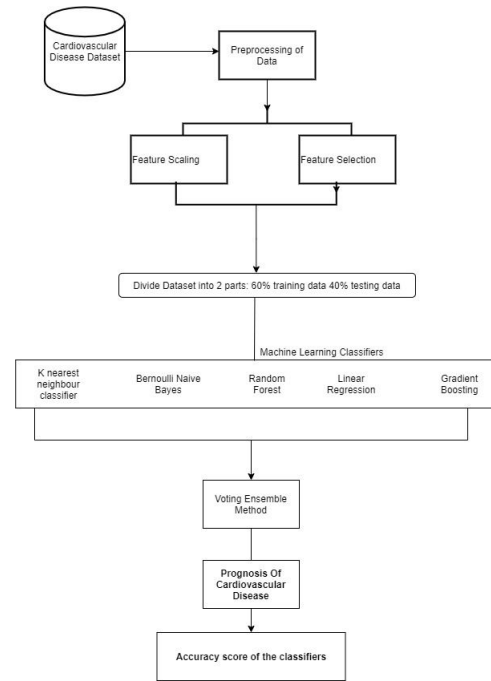 Cardiovascular
Disease Dataset
Preprocessing of
Data
Feature Scaling
Feature Selection
Divide Dataset into 2 parts: 60% training data 40% testing data
Machine Learning Classifiers
K nearest
neighbour
classifier
Bernoulli Naive
Bayes
Random
Forest
Linear
Regression
Gradient
Boosting
Voting Ensemble
Method
Prognosis Of
Cardiovascular
Disease
Accuracy score of the classifiers